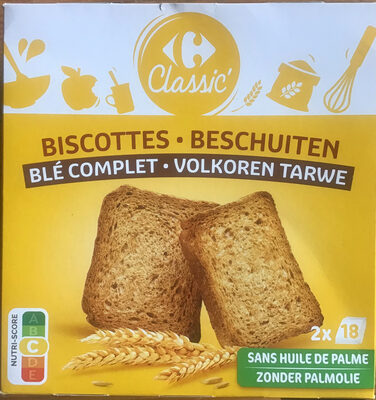 C
Classic'
BISCOTTES • BESCHUITEN
BLÉ COMPLET • VOLKOREN TARWE
NUTRI-SCORE
A
B
C
D
E
2x 18
SANS HUILE DE PALME
ZONDER PALMOLIE